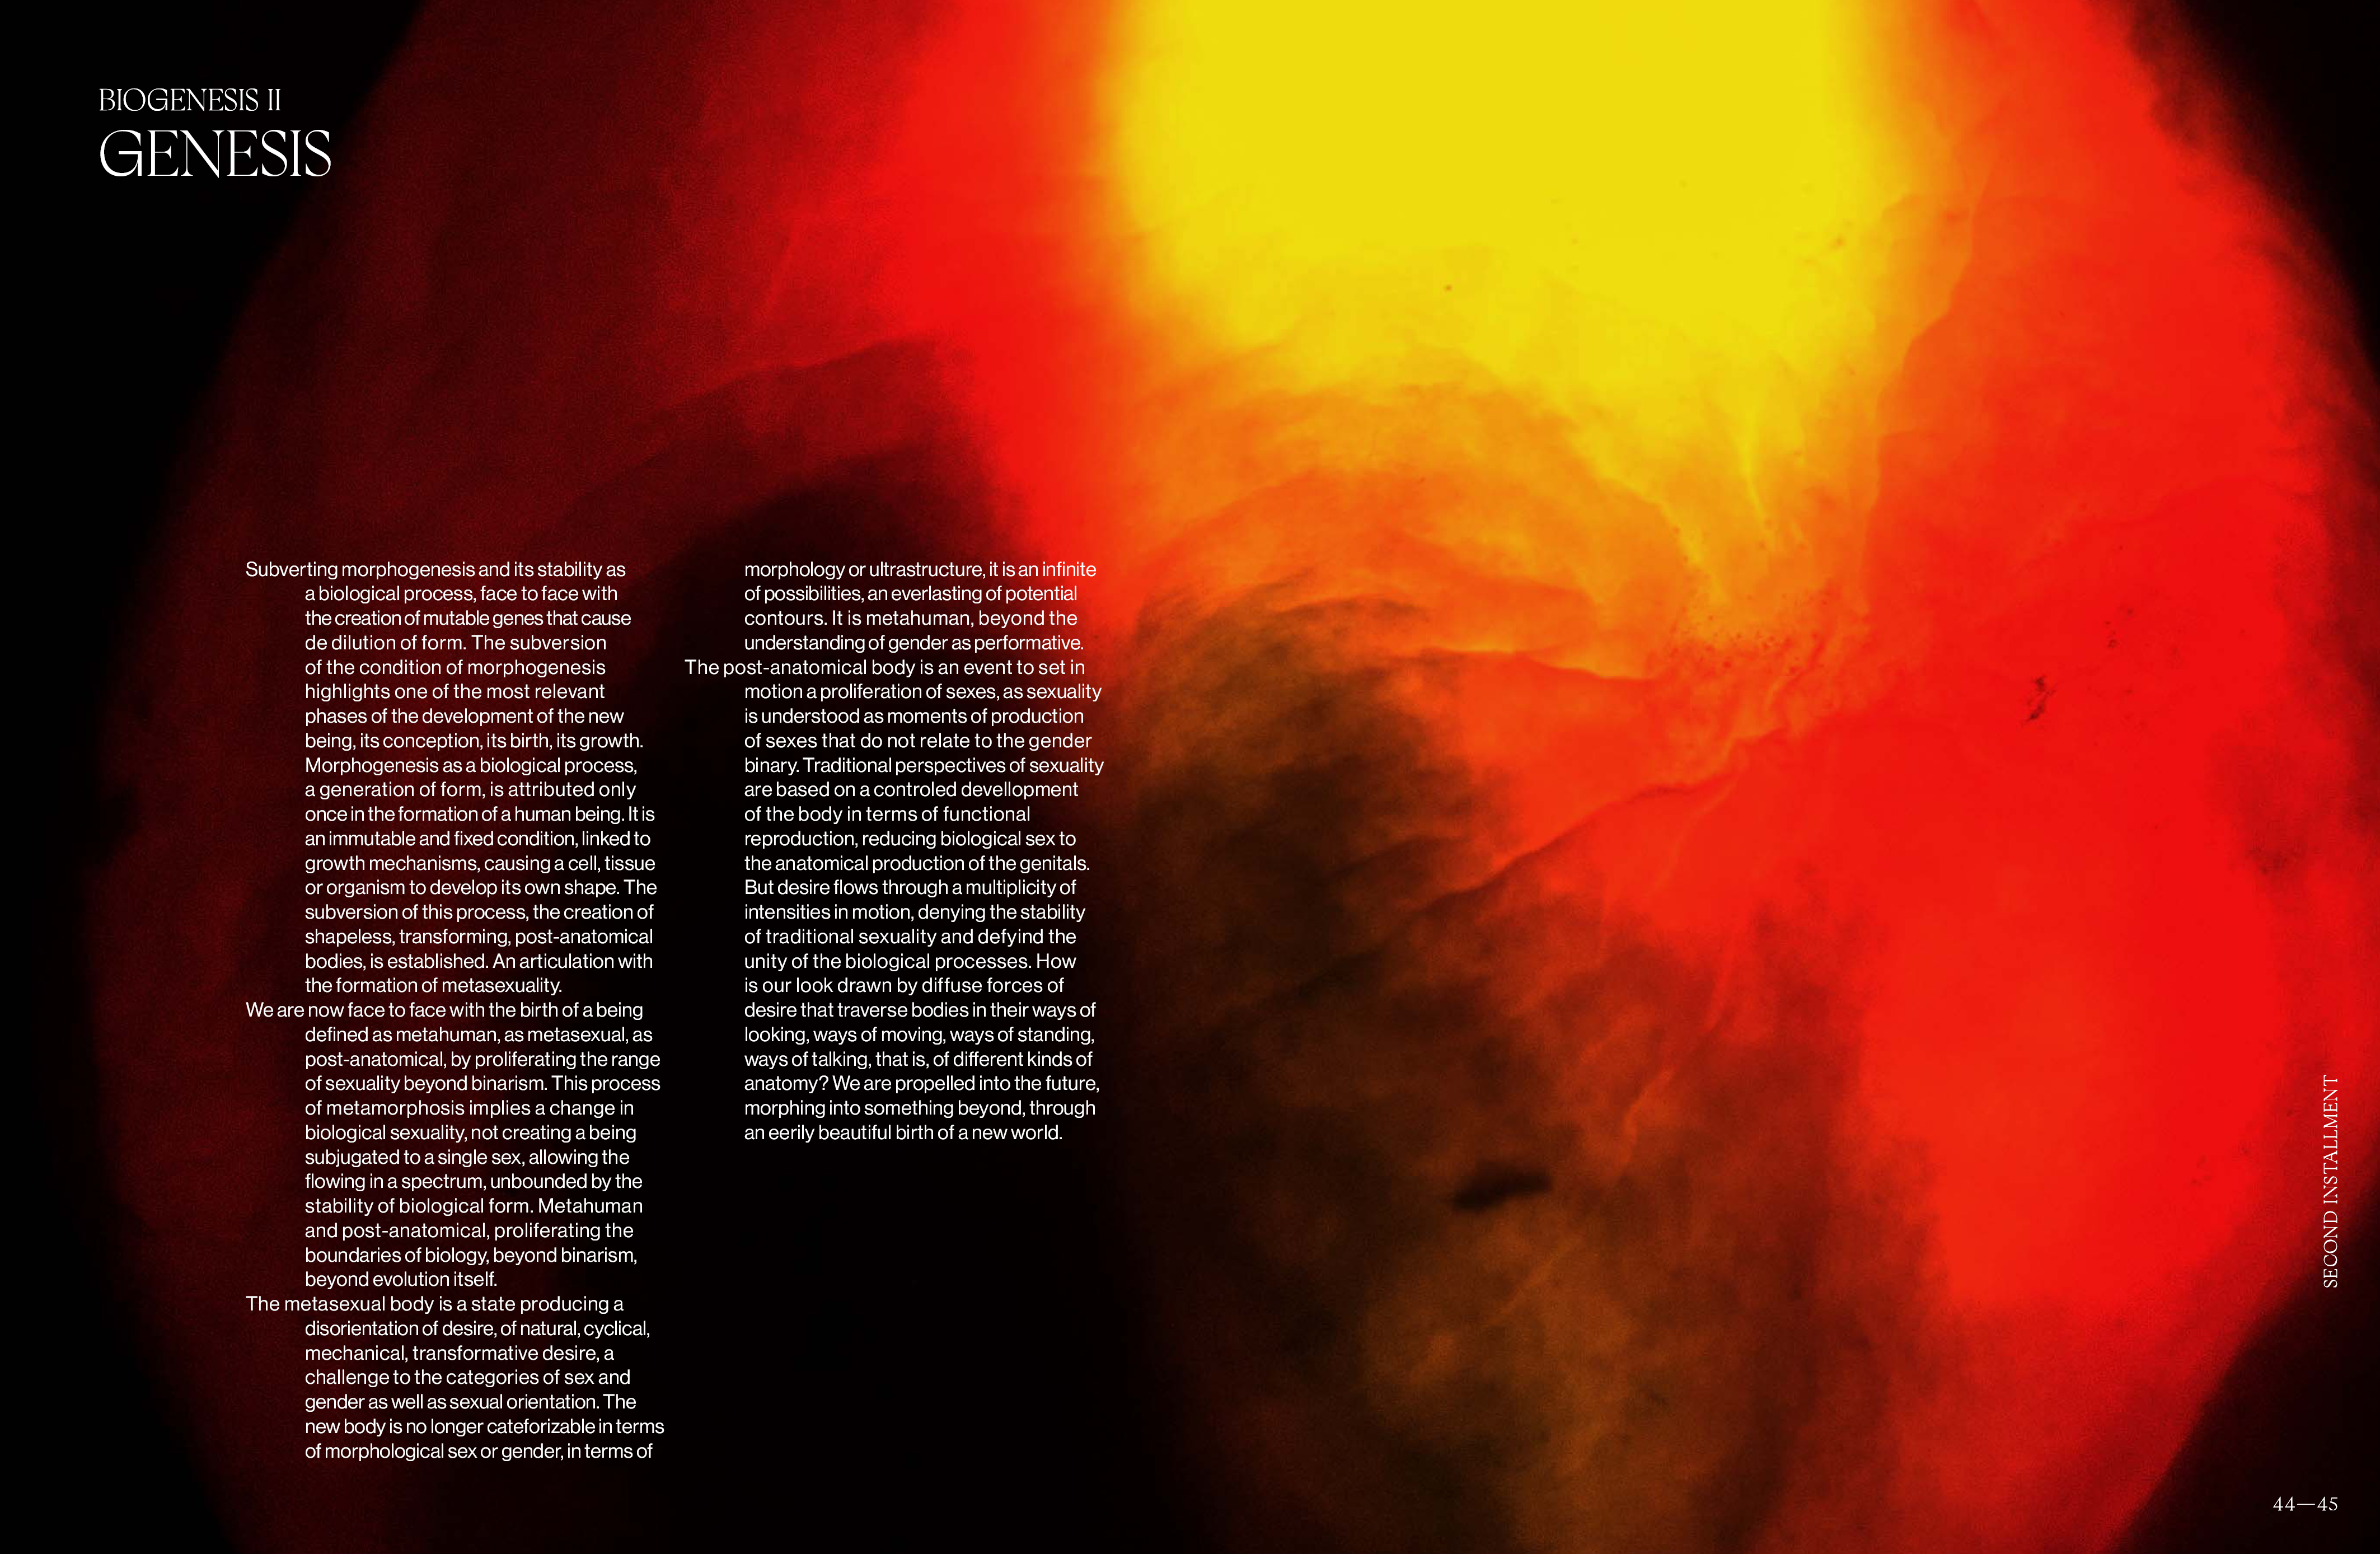 BIOGENESIS II
GENESIS
Subverting morphogenesis and its stability as
a biological process, face to face with
the creation of mutable genes that cause
de dilution of form. The subversion
of the condition of morphogenesis
highlights one of the most relevant
phases of the development of the new
being, its conception, its birth, its growth.
Morphogenesis as a biological process,
a generation of form, is attributed only
once in the formation of a human being. It is
an immutable and fixed condition, linked to
growth mechanisms, causing a cell, tissue
or organism to develop its own shape. The
subversion of this process, the creation of
shapeless, transforming, post-anatomical
bodies, is established. An articulation with
the formation of metasexuality.
We are now face to face with the birth of a being
defined as metahuman, as metasexual, as
post-anatomical, by proliferating the range
of sexuality beyond binarism. This process
of metamorphosis implies a change in
biological sexuality, not creating a being
subjugated to a single sex, allowing the
flowing in a spectrum, unbounded by the
stability of biological form. Metahuman
and post-anatomical, proliferating the
boundaries of biology, beyond binarism,
beyond evolution itself.
The metasexual body is a state producing a
disorientation of desire, of natural, cyclical,
mechanical, transformative desire, a
challenge to the categories of sex and
gender as well as sexual orientation. The
new body is no longer cateforizable in terms
of morphological sex or gender, in terms of
morphology or ultrastructure, it is an infinite
of possibilities, an everlasting of potential
contours. It is metahuman, beyond the
understanding of gender as performative.
The post-anatomical body is an event to set in
motion a proliferation of sexes, as sexuality
is understood as moments of production
of sexes that do not relate to the gender
binary. Traditional perspectives of sexuality
are based on a controled devellopment
of the body in terms of functional
reproduction, reducing biological sex to
the anatomical production of the genitals.
But desire flows through a multiplicity of
intensities in motion, denying the stability
of traditional sexuality and defyind the
unity of the biological processes. How
is our look drawn by diffuse forces of
desire that traverse bodies in their ways of
looking, ways of moving, ways of standing,
ways of talking, that is, of different kinds of
anatomy? We are propelled into the future,
morphing into something beyond, through
an eerily beautiful birth of a new world.
SECOND INSTALLMENT
44—45